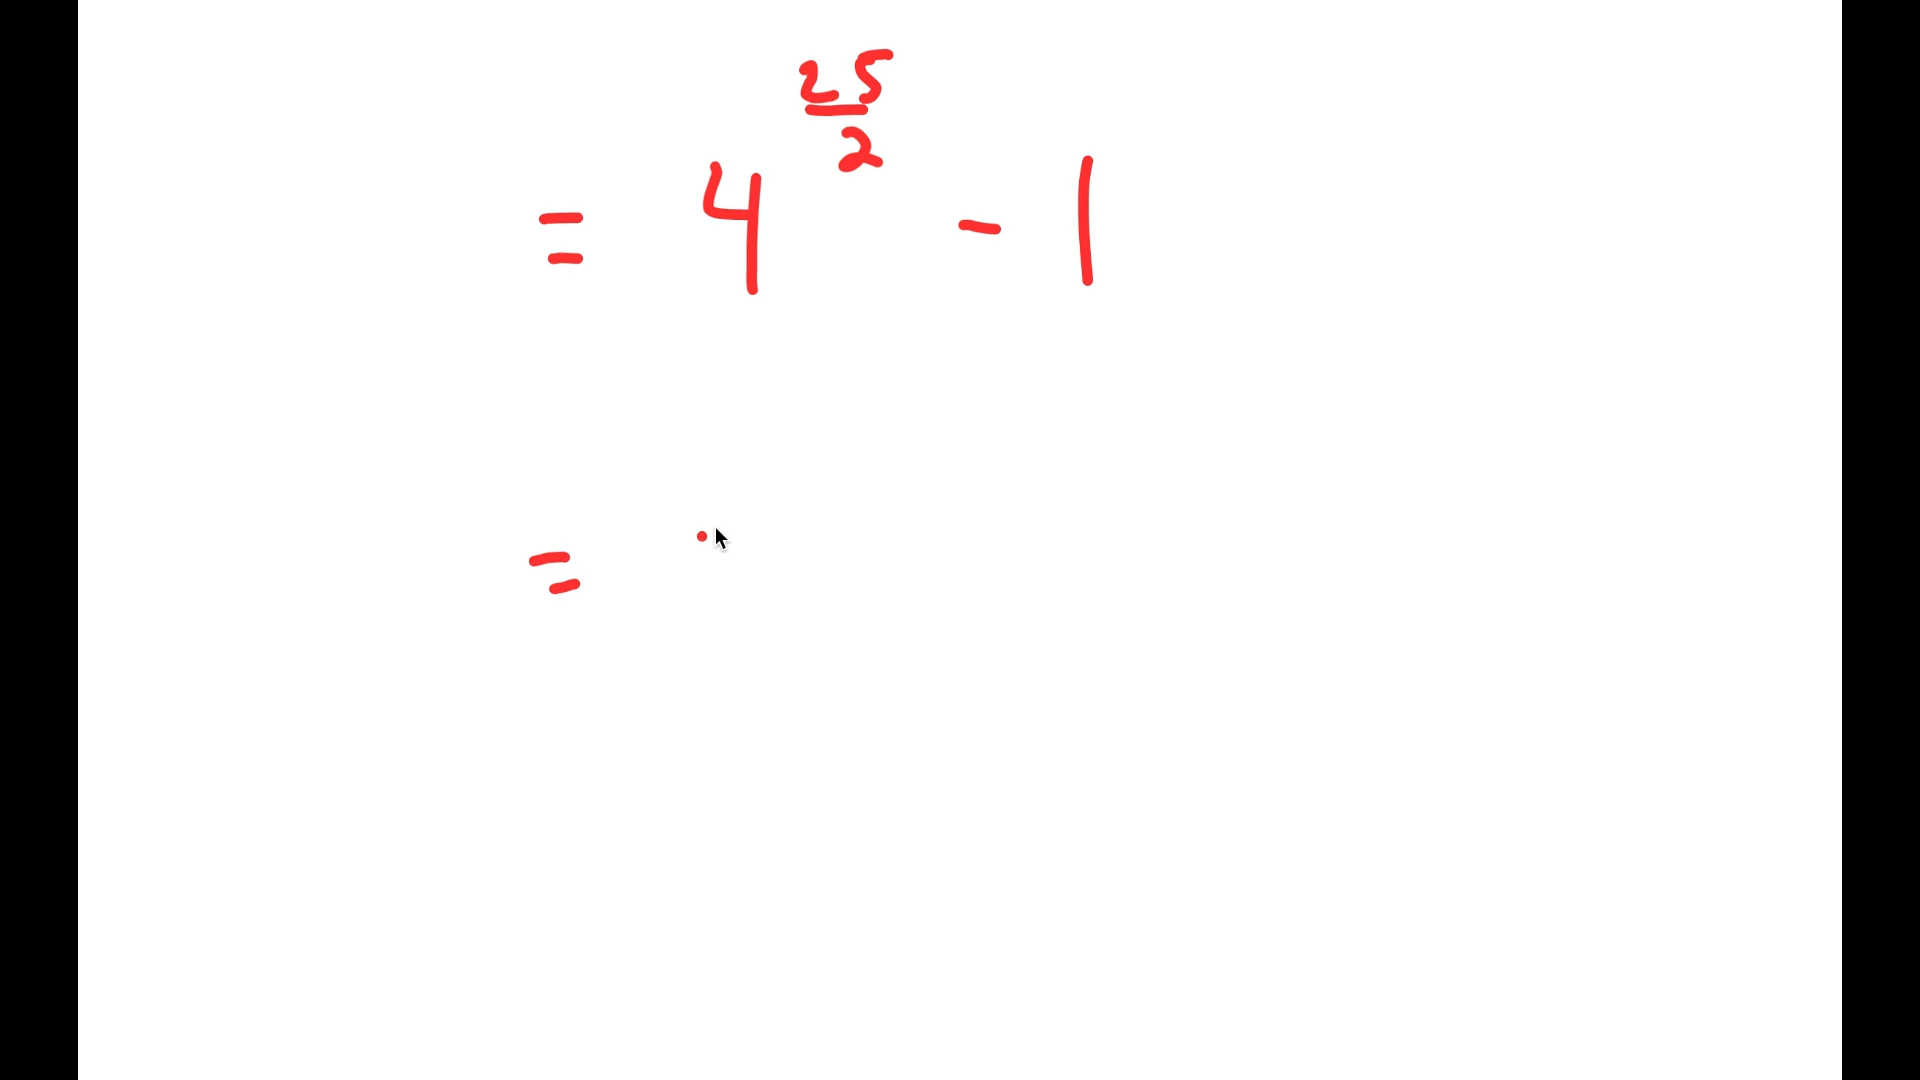 = 4^(25/2) - 1
=